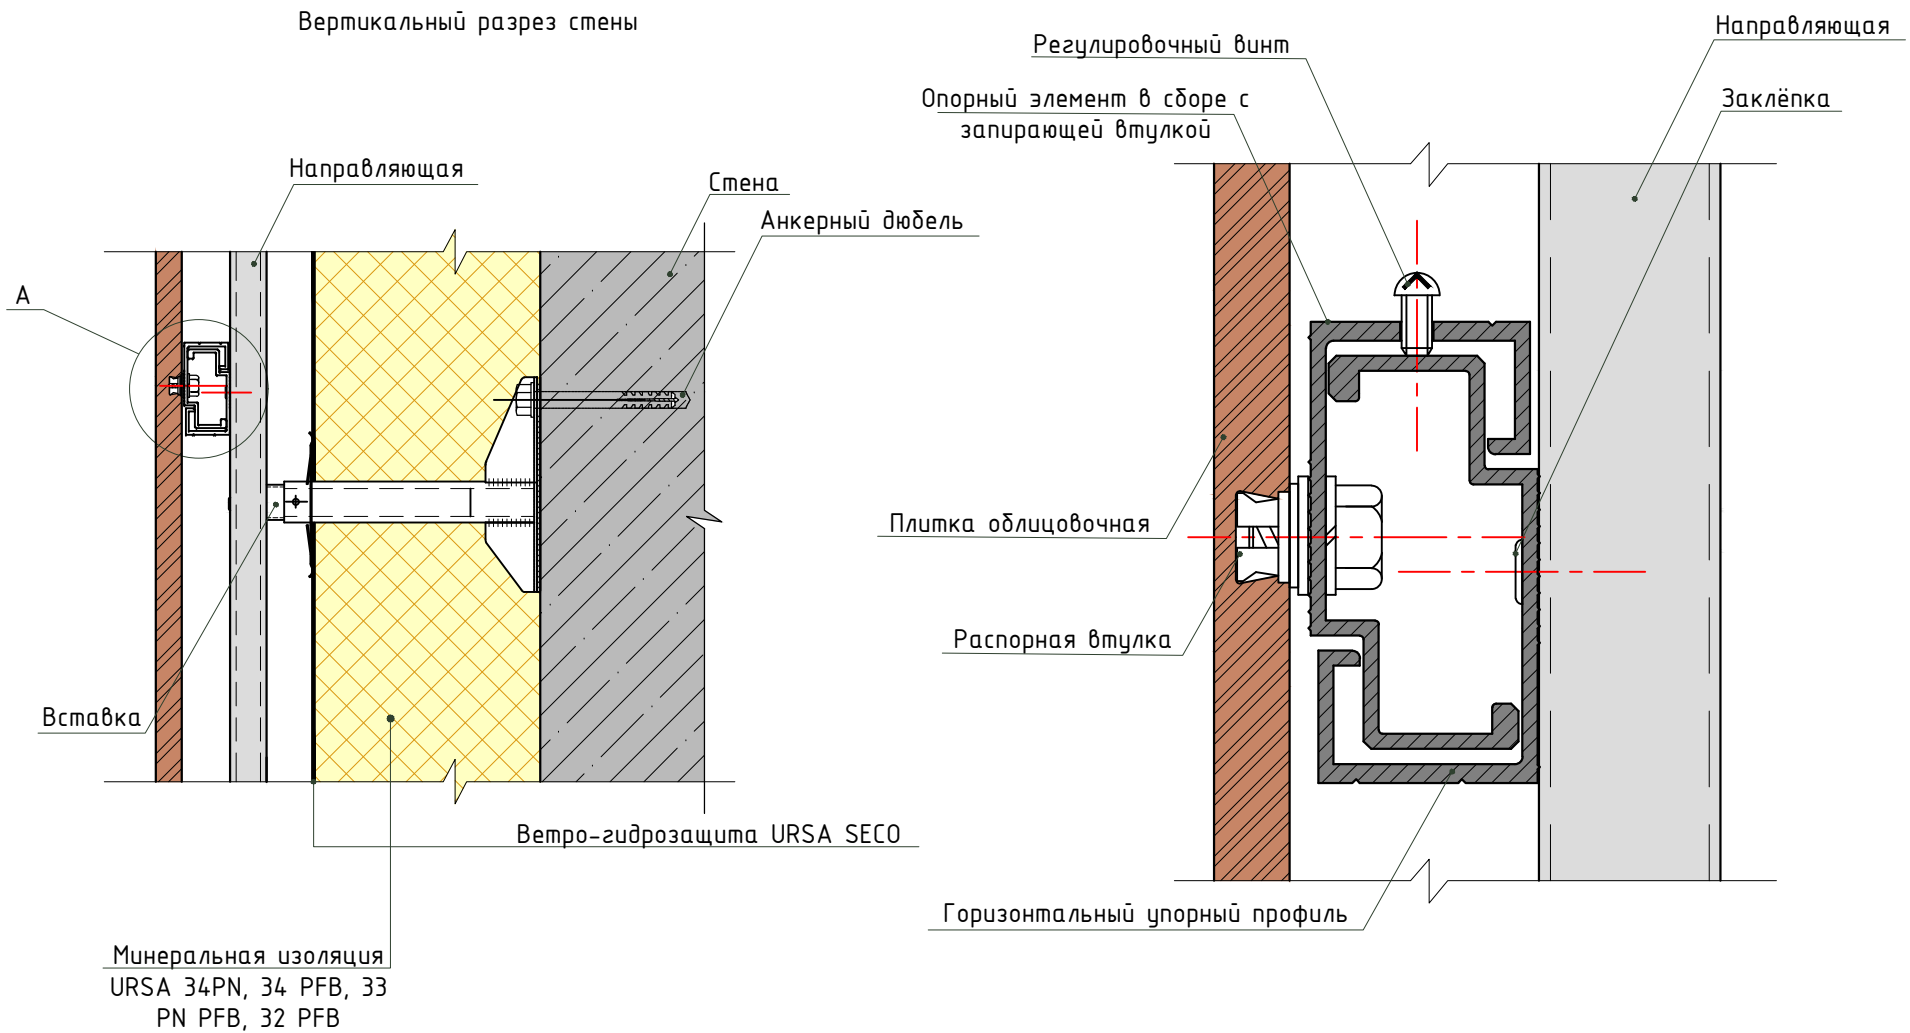 Вертикальный разрез стены
Направляющая
Стена
Анкерный дюбель
А
Вставка
Ветро-гидрозащита URSA SECO
Минеральная изоляция
URSA 34PN, 34 PFB, 33
PN PFB, 32 PFB
Регулировочный винт
Направляющая
Опорный элемент в сборе с
запирающей втулкой
Заклёпка
Плитка облицовочная
Распорная втулка
Горизонтальный упорный профиль